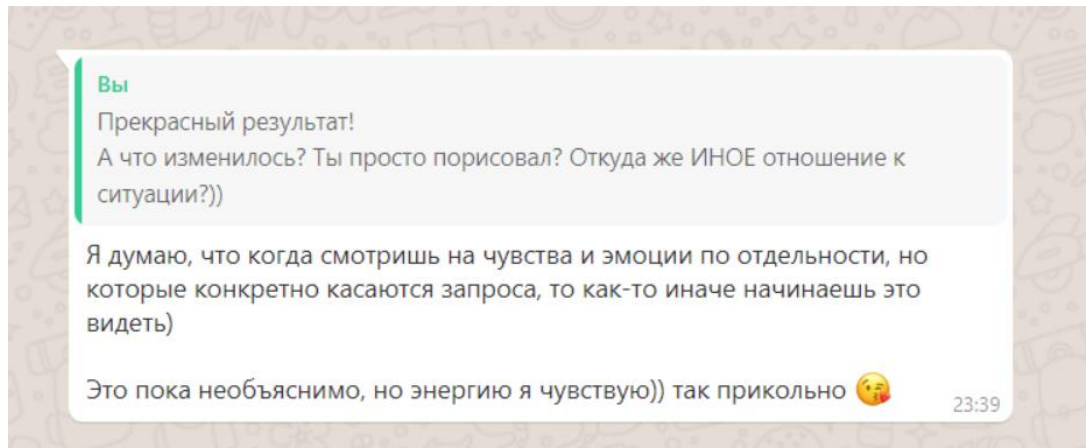 Вы
Прекрасный результат!
А что изменилось? Ты просто порисовал? Откуда же ИНОЕ отношение к
ситуации?))
Я думаю, что когда смотришь на чувства и эмоции по отдельности, но
которые конкретно касаются запроса, то как-то иначе начинаешь это
видеть)
Это пока необъяснимо, но энергию я чувствую)) так прикольно 😘
23:39